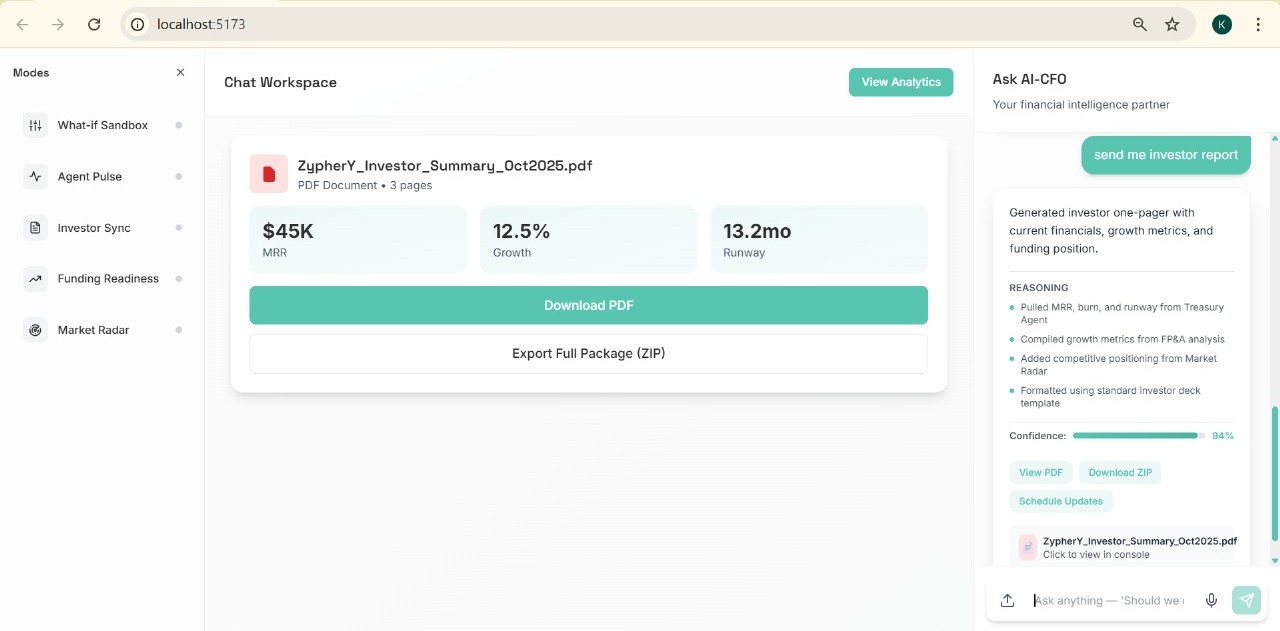 localhost:5173
K
Modes
What-if Sandbox
Agent Pulse
Investor Sync
Funding Readiness
Market Radar
Chat Workspace
View Analytics
ZypherY_Investor_Summary_Oct2025.pdf
PDF Document • 3 pages
$45K
MRR
12.5%
Growth
13.2mo
Runway
Download PDF
Export Full Package (ZIP)
Ask AI-CFO
Your financial intelligence partner
send me investor report
Generated investor one-pager with
current financials, growth metrics, and
funding position.
REASONING
Pulled MRR, burn, and runway from Treasury
Agent
Compiled growth metrics from FP&A analysis
Added competitive positioning from Market
Radar
Formatted using standard investor deck
template
Confidence: 94%
View PDF
Download ZIP
Schedule Updates
ZypherY_Investor_Summary_Oct2025.pdf
Click to view in console
Ask anything — 'Should we